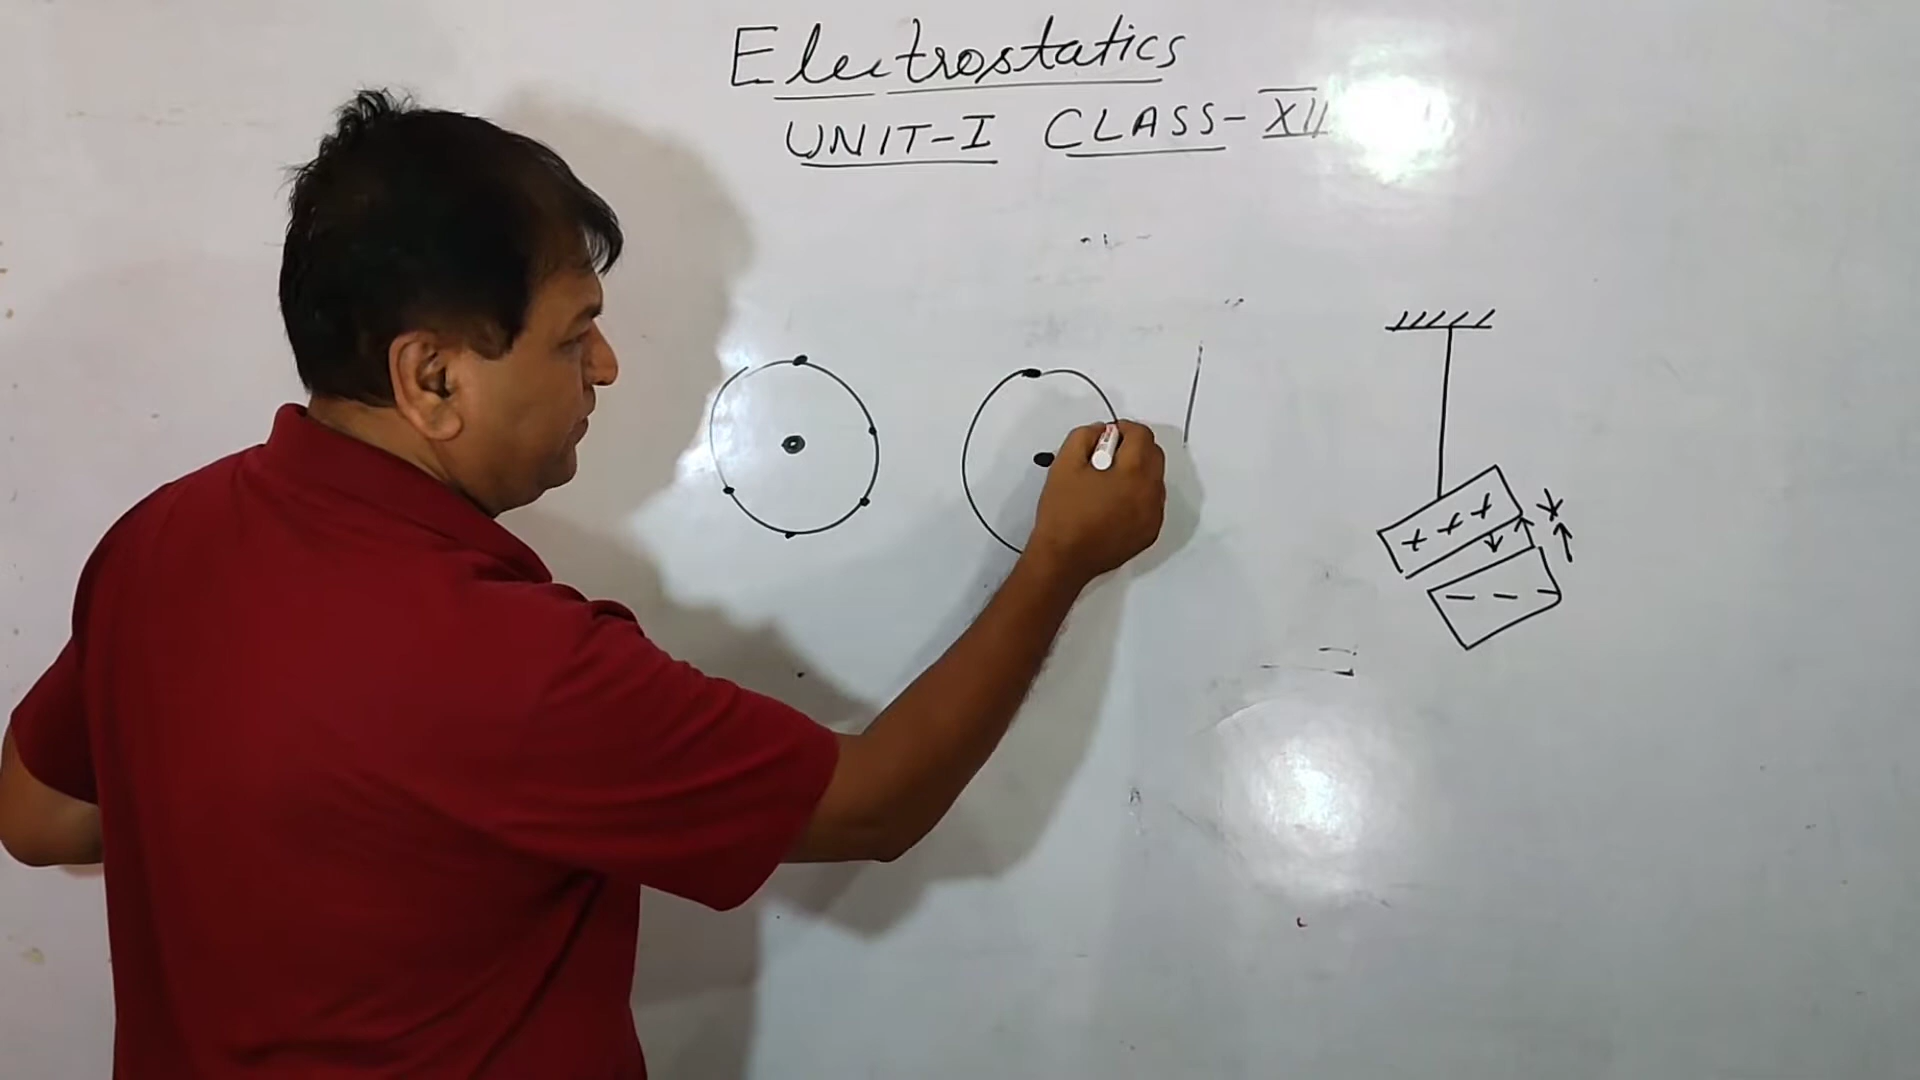 Electrostatics
UNIT-I CLASS-XII
+ + +
- - -